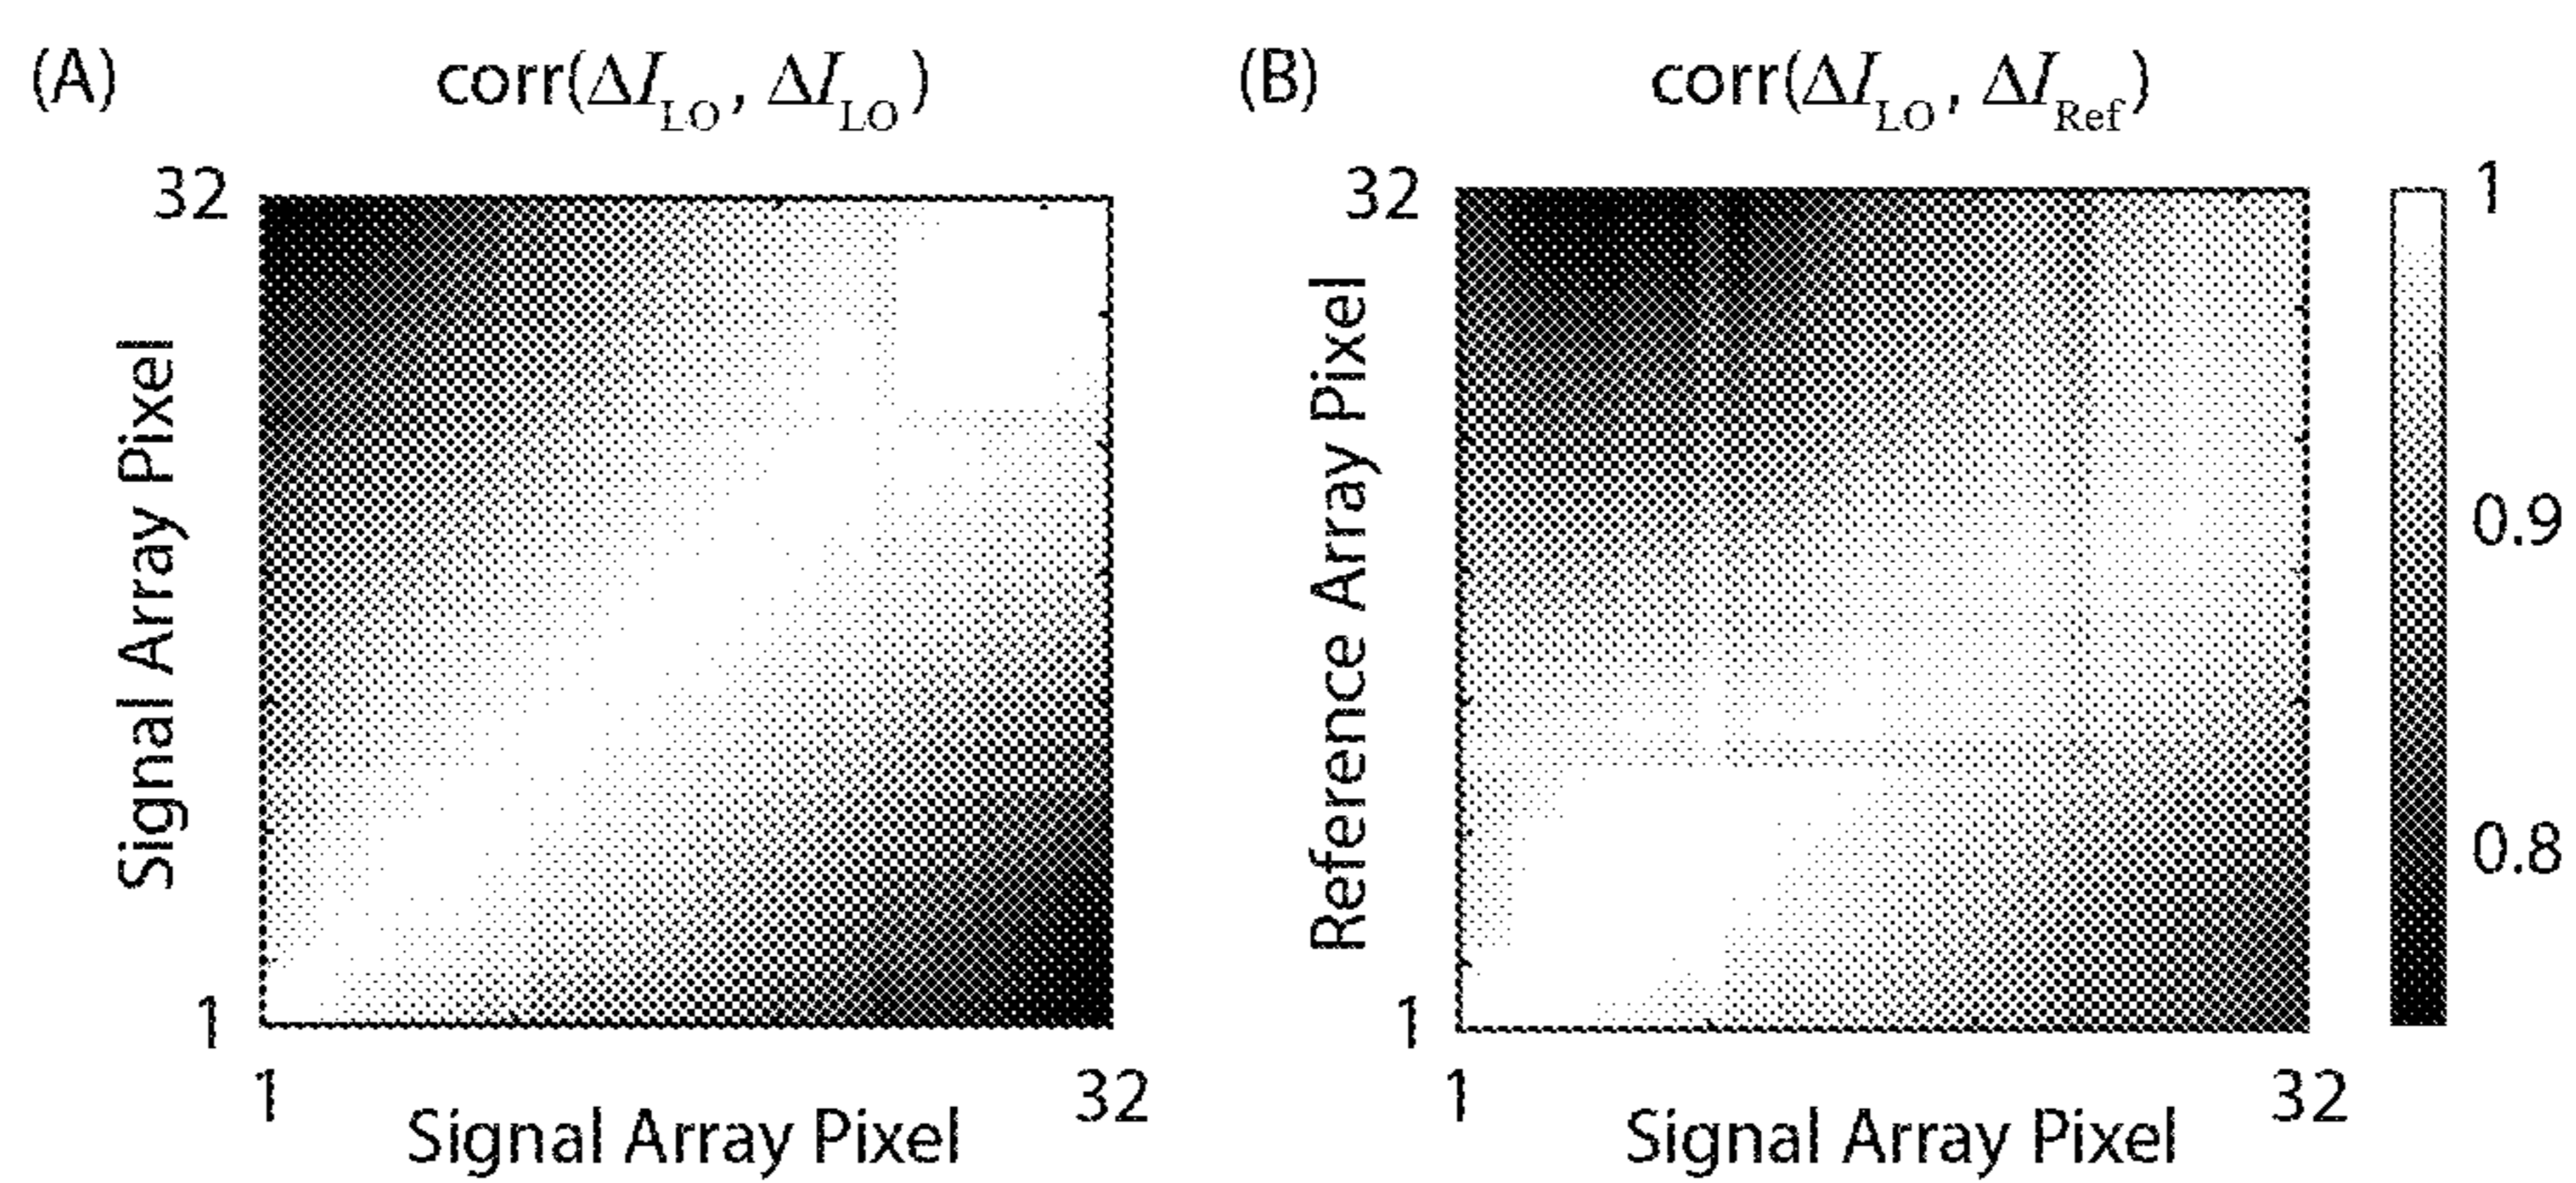 (A) corr(ΔI_LO, ΔI_LO)
32
Signal Array Pixel
1
1 32
Signal Array Pixel
(B) corr(ΔI_LO, ΔI_Ref)
32
Reference Array Pixel
1
1 32
Signal Array Pixel
1
0.9
0.8